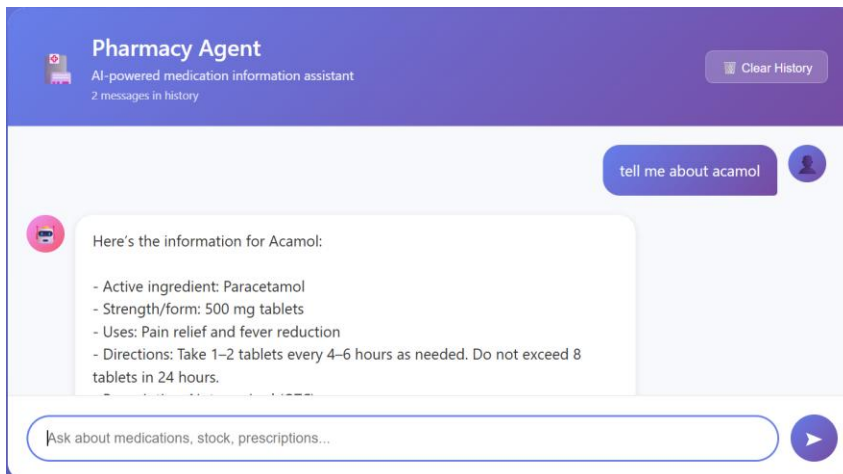 Pharmacy Agent
AI-powered medication information assistant
2 messages in history
Clear History
tell me about acamol
Here's the information for Acamol:
- Active ingredient: Paracetamol
- Strength/form: 500 mg tablets
- Uses: Pain relief and fever reduction
- Directions: Take 1–2 tablets every 4–6 hours as needed. Do not exceed 8
tablets in 24 hours.
Ask about medications, stock, prescriptions...